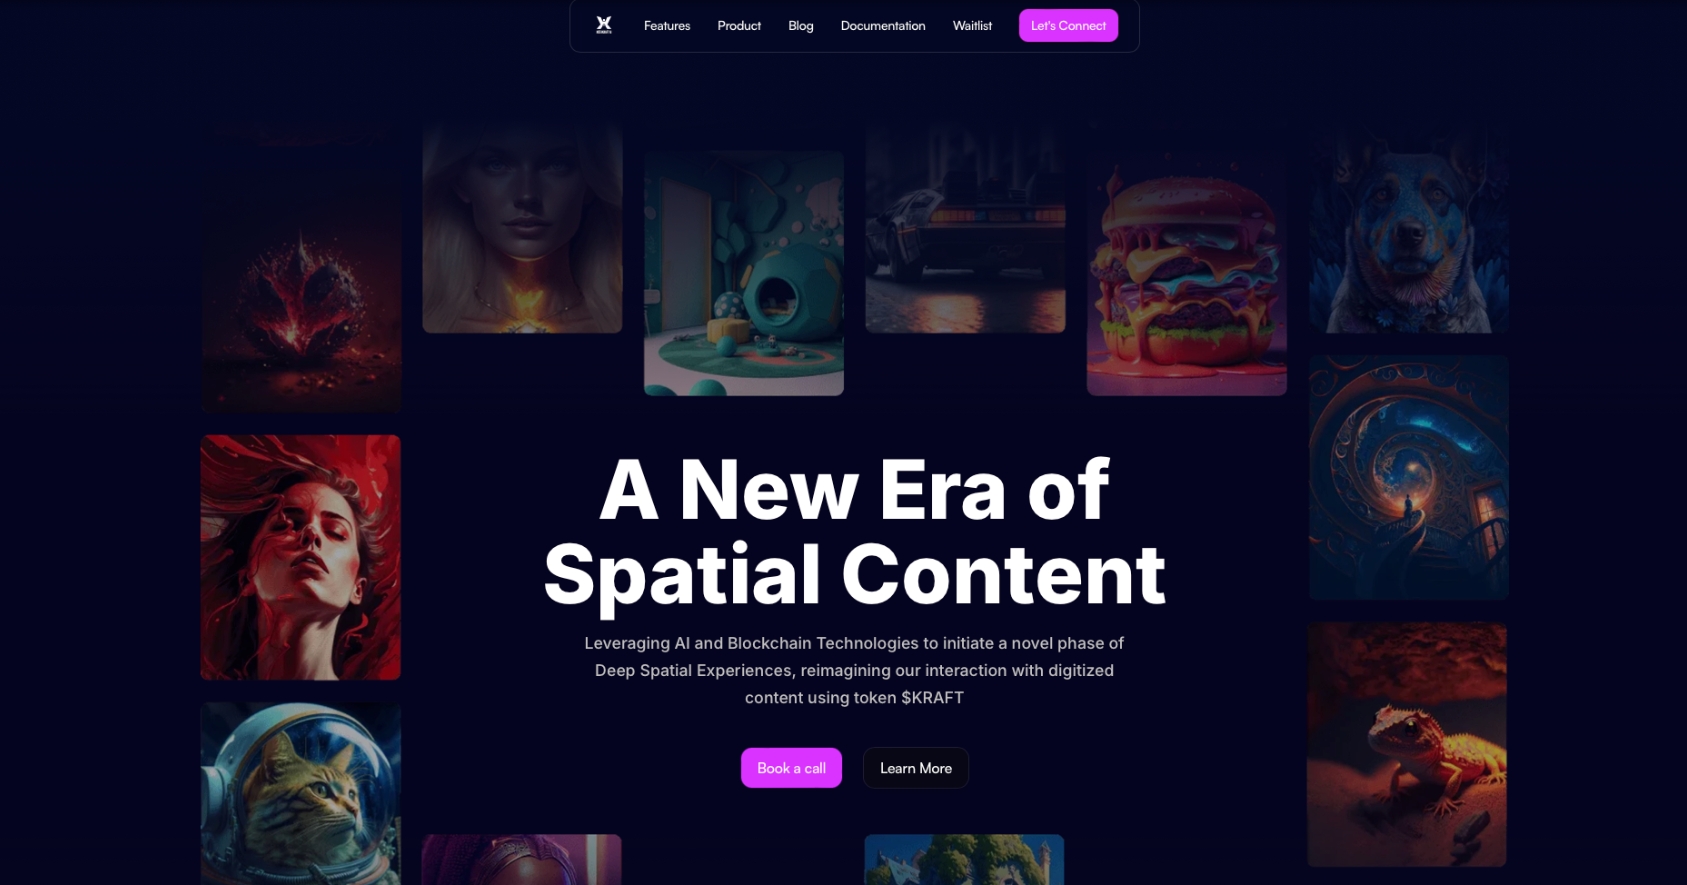 Features
Product
Blog
Documentation
Waitlist
Let's Connect
A New Era of
Spatial Content
Leveraging AI and Blockchain Technologies to initiate a novel phase of
Deep Spatial Experiences, reimagining our interaction with digitized
content using token $KRAFT
Book a call
Learn More